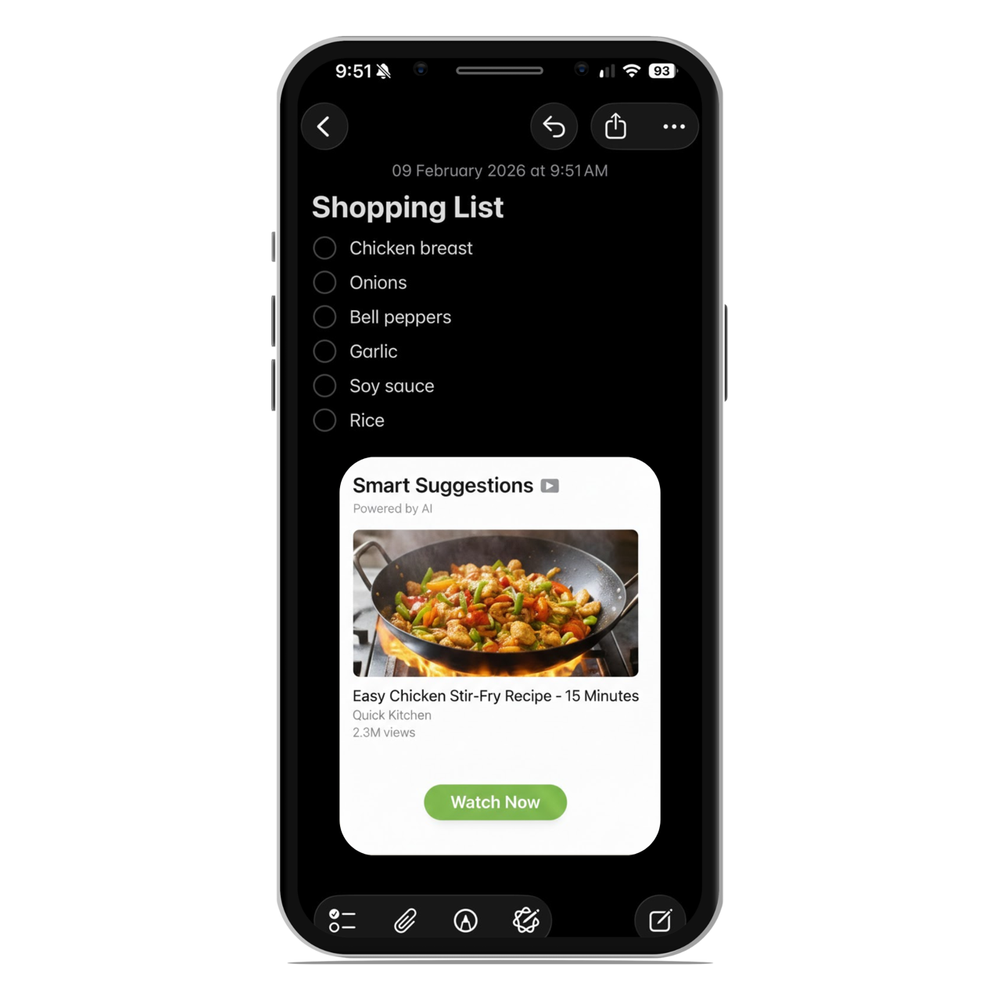 9:51
93
09 February 2026 at 9:51 AM
Shopping List
Chicken breast
Onions
Bell peppers
Garlic
Soy sauce
Rice
Smart Suggestions
Powered by AI
Easy Chicken Stir-Fry Recipe - 15 Minutes
Quick Kitchen
2.3M views
Watch Now